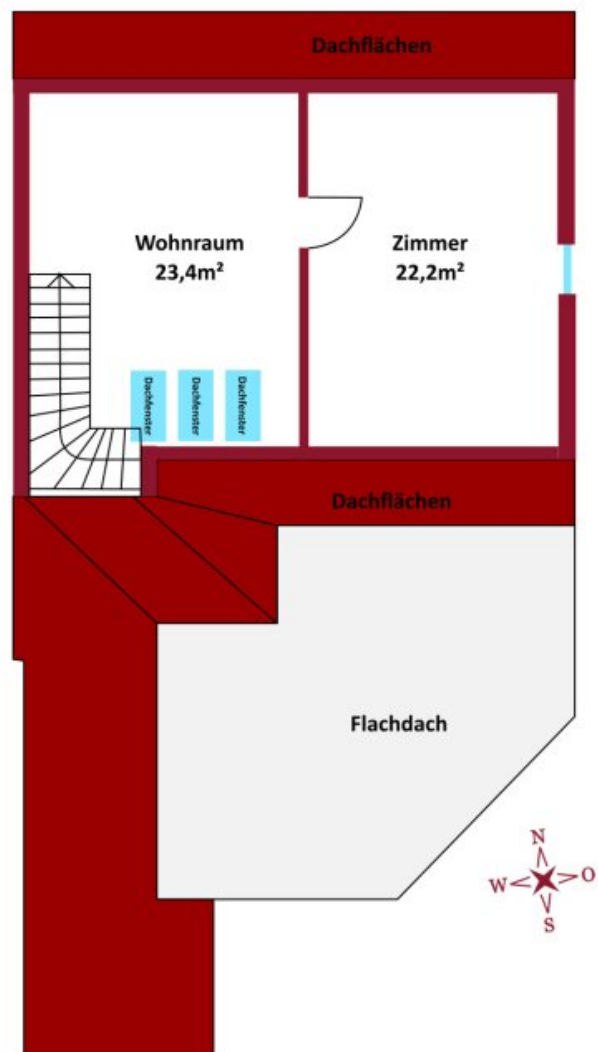 Dachflächen
Wohnraum
23,4m²
Zimmer
22,2m²
Dachfenster
Dachfenster
Dachfenster
Dachflächen
Flachdach
N
W
O
S